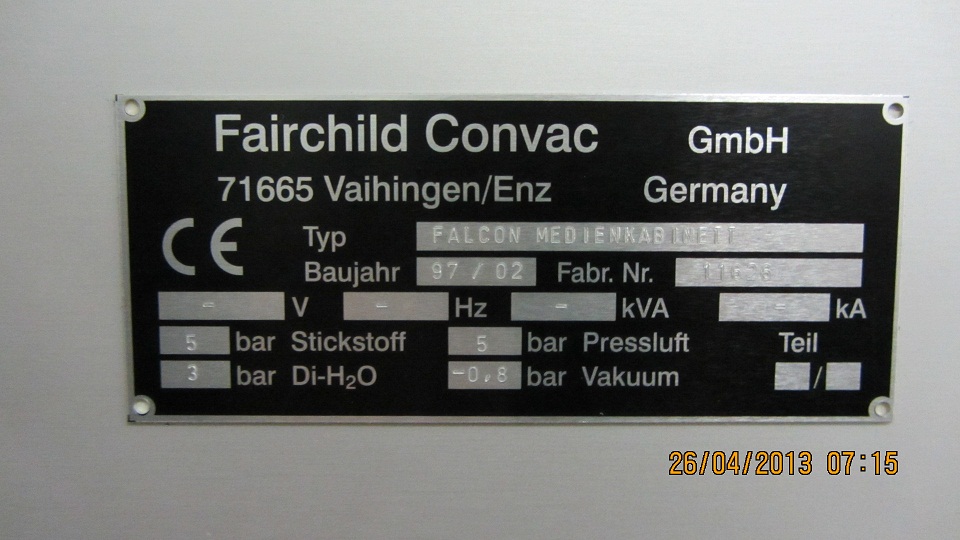 Fairchild Convac GmbH
71665 Vaihingen/Enz Germany
CE Typ FALCON MEDIENKABINETT
Baujahr 97/02 Fabr. Nr.
- V - Hz - kVA - kA
5 bar Stickstoff 5 bar Pressluft Teil
3 bar Di-H₂O -0,8 bar Vakuum /
26/04/2013 07:15